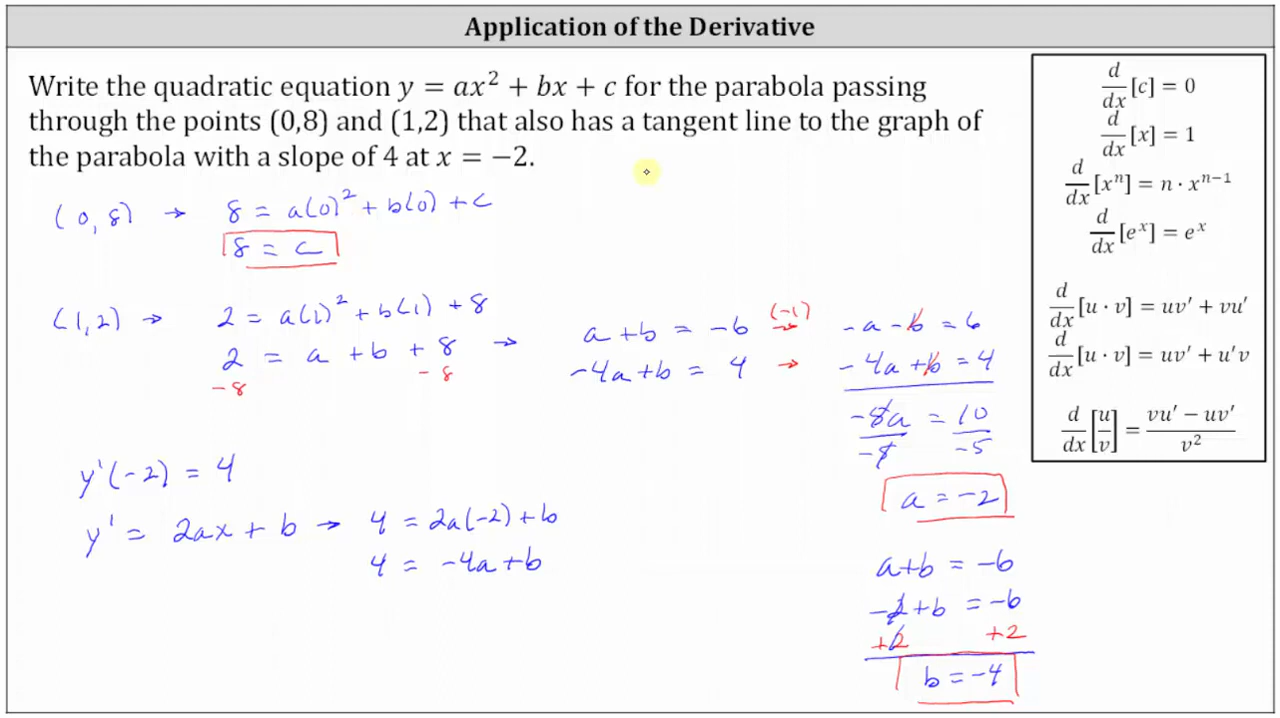 Application of the Derivative
Write the quadratic equation y = ax² + bx + c for the parabola passing
through the points (0,8) and (1,2) that also has a tangent line to the graph of
the parabola with a slope of 4 at x = −2.
(0, 8) → 8 = a(0)² + b(0) + c
8 = c
(1,2) → 2 = a(1)² + b(1) + 8
2 = a + b + 8 →
−8 −8
y'(−2) = 4
y' = 2ax + b → 4 = 2a(−2) + b
4 = −4a + b
a + b = −6 (−1) → −a − b = 6
−4a + b = 4 → −4a + b = 4
a = 10
−5
a = −2
a + b = −6
−2 + b = −6
+2 +2
b = −4
d/dx [c] = 0
d/dx [x] = 1
d/dx [xⁿ] = n · xⁿ⁻¹
d/dx [eˣ] = eˣ
d/dx [u · v] = uv' + vu'
d/dx [u · v] = uv' + u'v
d/dx [u/v] = (vu' − uv')/v²